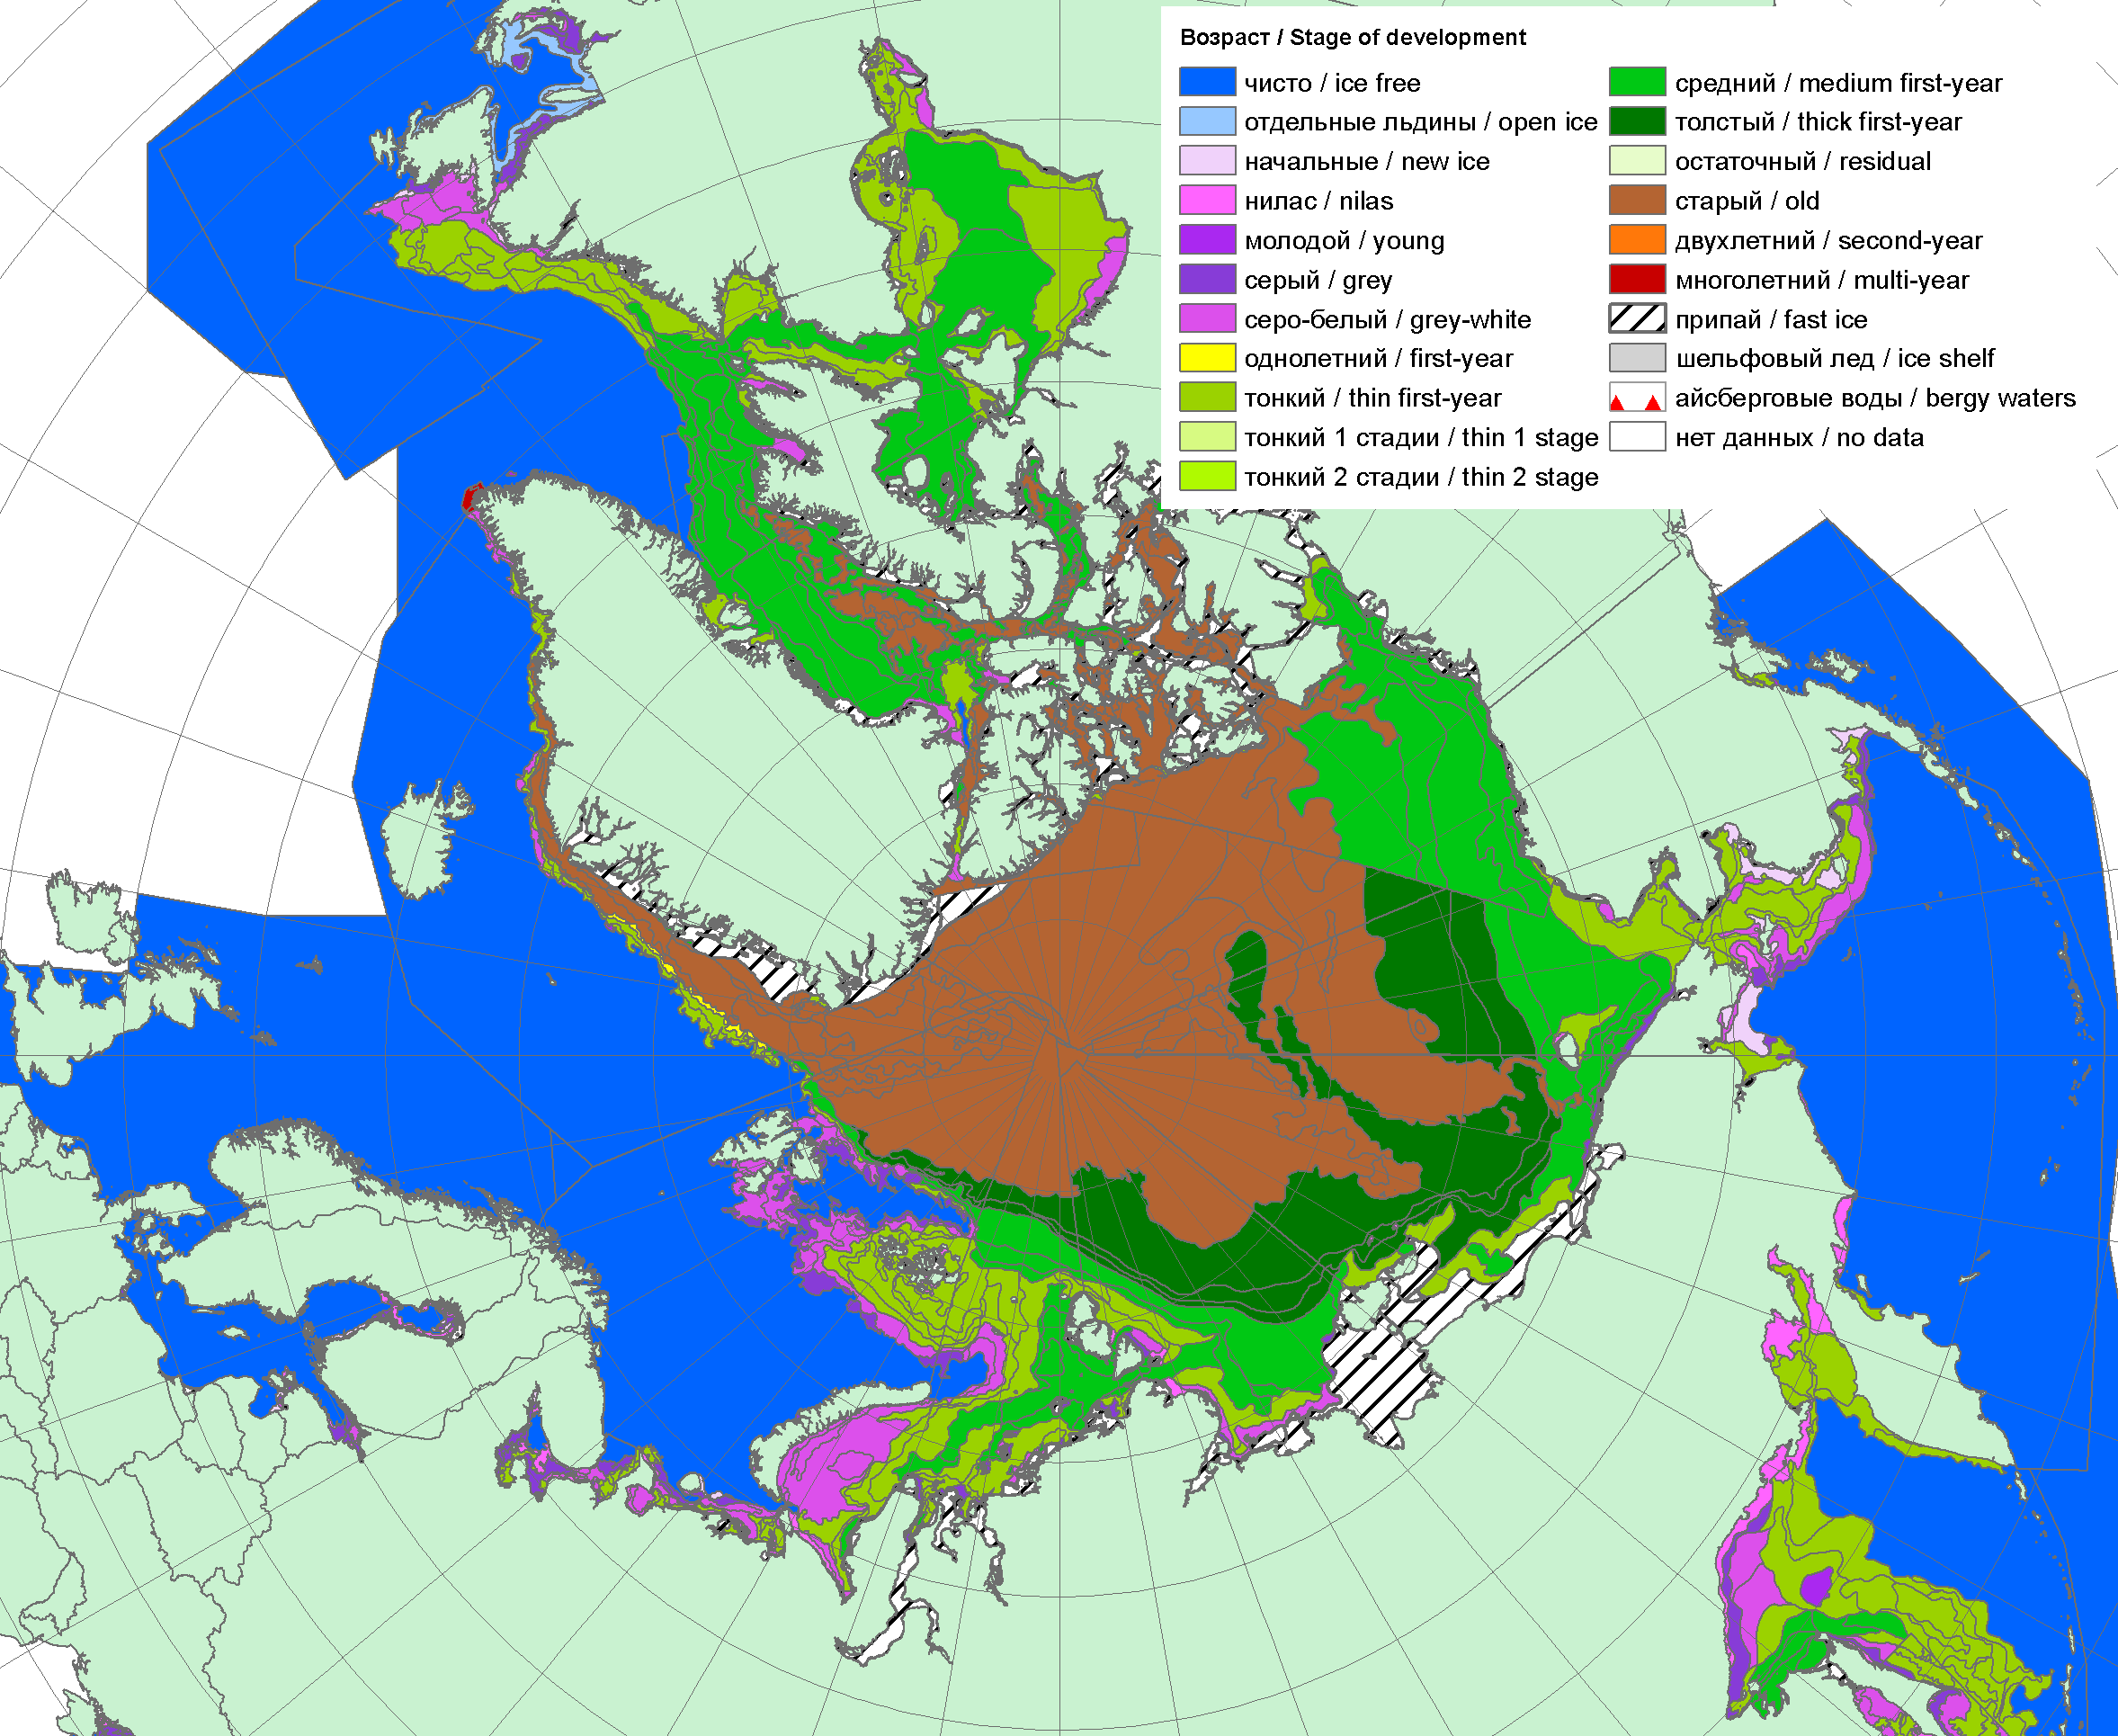 Возраст / Stage of development
чисто / ice free
отдельные льдины / open ice
начальные / new ice
нилас / nilas
молодой / young
серый / grey
серо-белый / grey-white
однолетний / first-year
тонкий / thin first-year
тонкий 1 стадии / thin 1 stage
тонкий 2 стадии / thin 2 stage
средний / medium first-year
толстый / thick first-year
остаточный / residual
старый / old
двухлетний / second-year
многолетний / multi-year
припай / fast ice
шельфовый лед / ice shelf
айсберговые воды / bergy waters
нет данных / no data